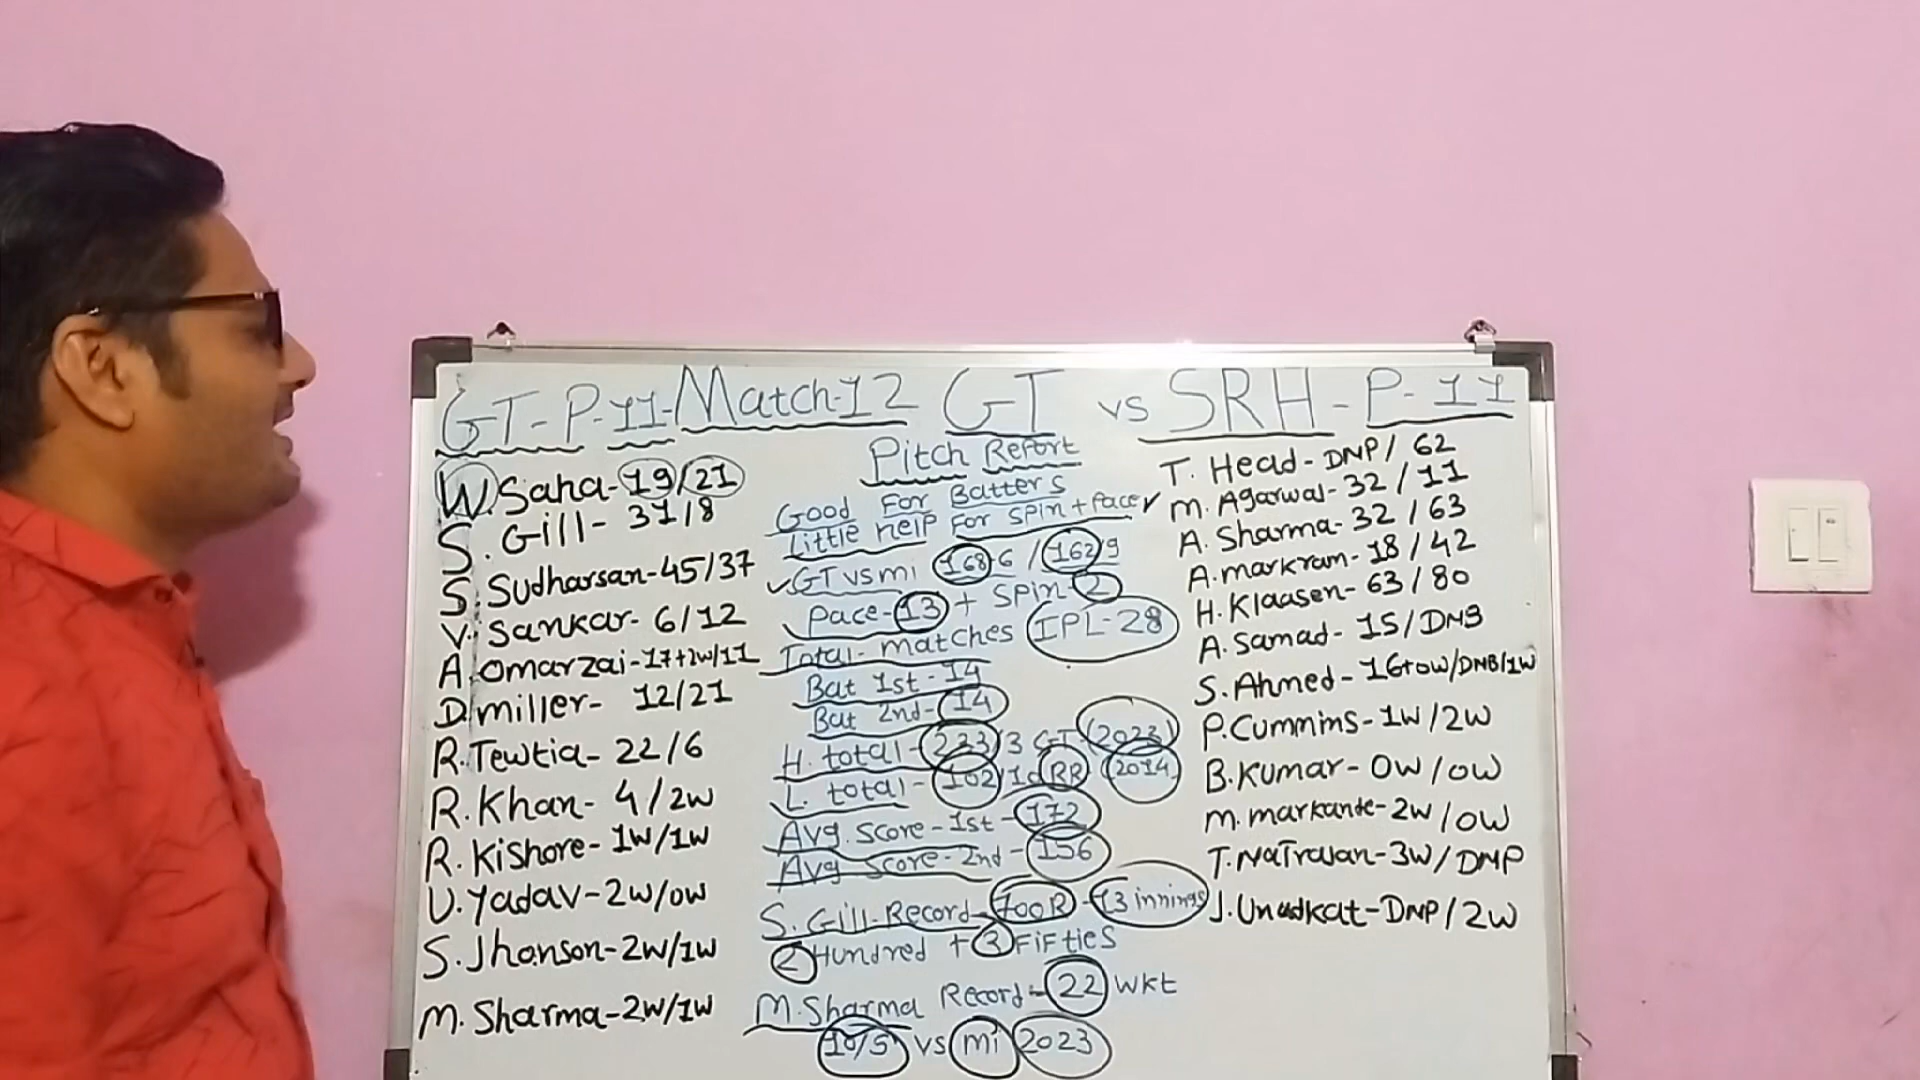 GT-P-11-Match-12 GT vs SRH-P-11
W. Saha-19/21
S. Gill-31/8
S. Sudharsan-45/37
V. Sankar-6/12
A. omarzai-17+2w/11
D. miller-12/21
R. Tewtia-22/6
R. Khan-4/2w
R. Kishore-1w/1w
U. Yadav-2w/0w
S. Jhonson-2w/1w
M. Sharma-2w/1w
Pitch Report
Good For Batters
Little help For spin+Pace✓
✓GT vs mi 168-6/162/9
Pace-13 + spin-2
Total-matches IPL-28
Bat 1st-14
Bat 2nd-14
H. total-233/3 GT-(2023)
L. total-102/10 RR (2014)
Avg. Score-1st-172
Avg Score-2nd-156
S. Gill-Record-700R-13 innings
2 Hundred + 3 FiFties
M. Sharma Record-22 wkt
10/5 vs mi 2023
T. Head-DNP/62
M. Agarwal-32/11
A. Sharma-32/63
A. markram-18/42
H. Klaasen-63/80
A. Samad-15/DNB
S. Ahmed-16+0w/DNB/1w
P. Cummins-1w/2w
B. Kumar-0w/0w
M. markande-2w/0w
T. NaTrajan-3w/DNP
J. Unadkat-DNP/2w